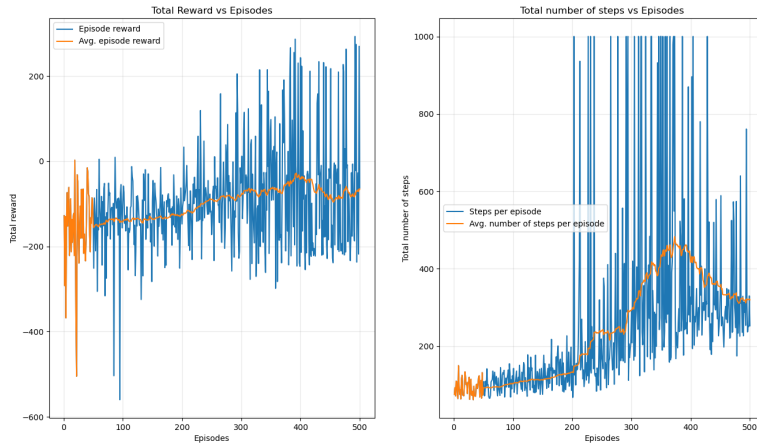 Total Reward vs Episodes
Episode reward
Avg. episode reward
200
0
−200
−400
−600
Total reward
0
100
200
300
400
500
Episodes
Total number of steps vs Episodes
1000
800
600
400
200
Total number of steps
Steps per episode
Avg. number of steps per episode
0
100
200
300
400
500
Episodes